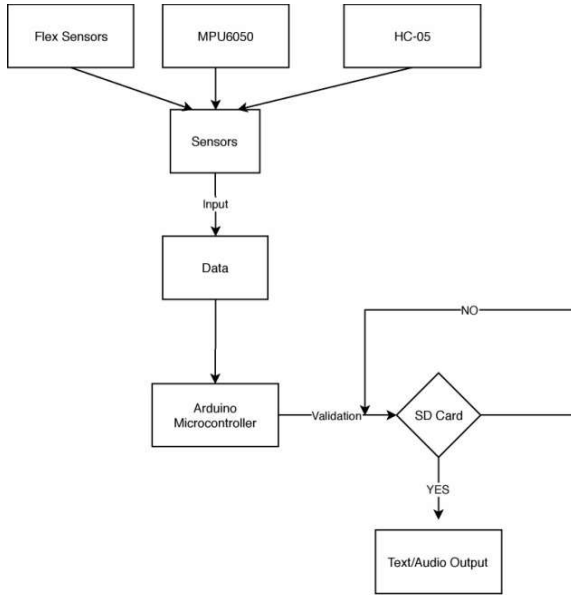 Flex Sensors
MPU6050
HC-05
Sensors
Input
Data
NO
Arduino
Microcontroller
Validation
SD Card
YES
Text/Audio Output